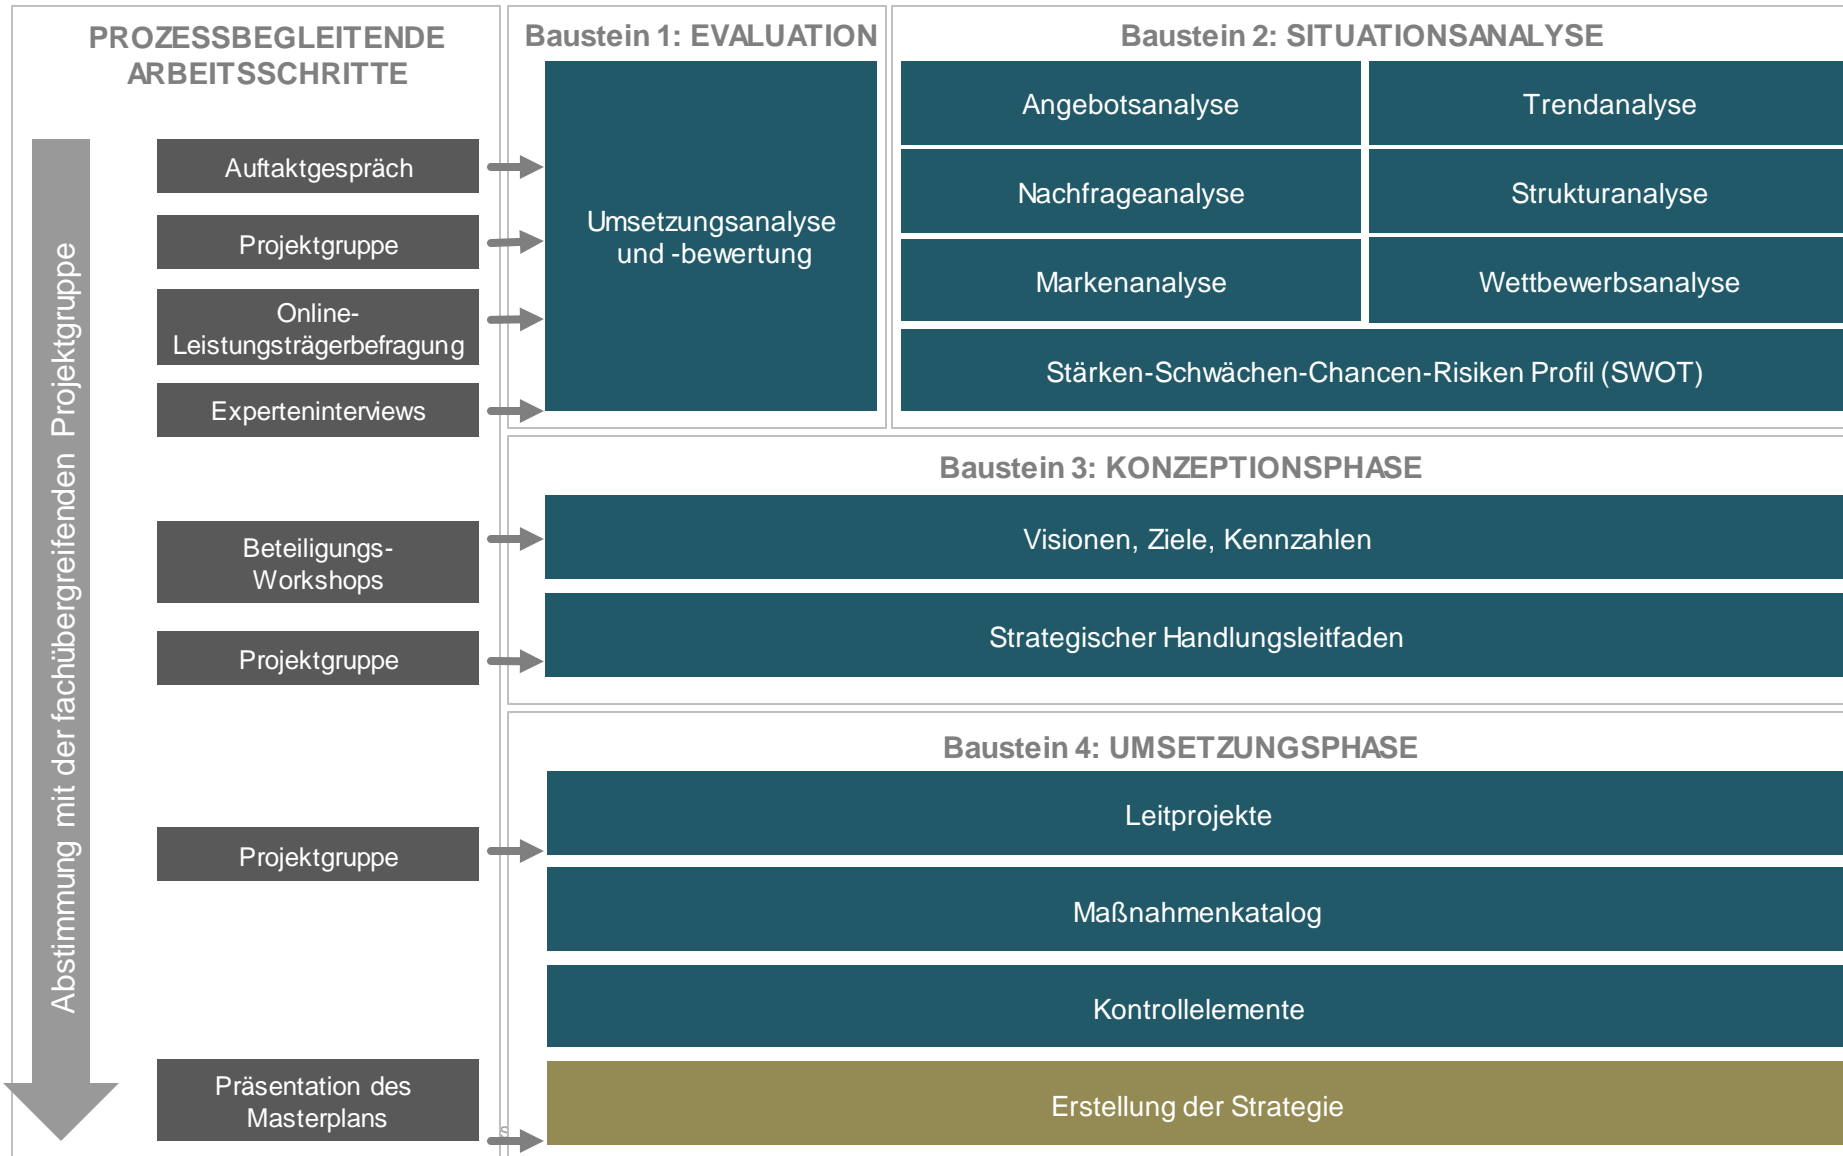 PROZESSBEGLEITENDE
ARBEITSSCHRITTE
Abstimmung mit der fachübergreifenden Projektgruppe
Auftaktgespräch
Projektgruppe
Online-
Leistungsträgerbefragung
Experteninterviews
Beteiligungs-
Workshops
Projektgruppe
Projektgruppe
Präsentation des
Masterplans
s
Baustein 1: EVALUATION
Umsetzungsanalyse
und -bewertung
Baustein 2: SITUATIONSANALYSE
Angebotsanalyse
Trendanalyse
Nachfrageanalyse
Strukturanalyse
Markenanalyse
Wettbewerbsanalyse
Stärken-Schwächen-Chancen-Risiken Profil (SWOT)
Baustein 3: KONZEPTIONSPHASE
Visionen, Ziele, Kennzahlen
Strategischer Handlungsleitfaden
Baustein 4: UMSETZUNGSPHASE
Leitprojekte
Maßnahmenkatalog
Kontrollelemente
Erstellung der Strategie